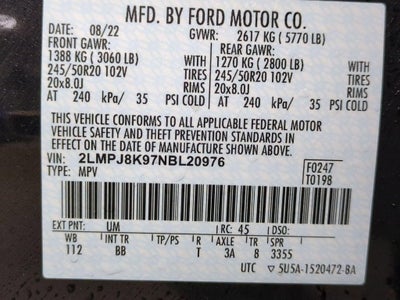 MFD. BY FORD MOTOR CO.
DATE: 08/22 GVWR: 2617 KG ( 5770 LB)
FRONT GAWR: REAR GAWR:
1388 KG ( 3060 LB) WITH 1270 KG ( 2800 LB) WITH
245/50R20 102V TIRES 245/50R20 102V TIRES
20x8.0J RIMS 20x8.0J RIMS
AT 240 kPa/ 35 PSI COLD AT 240 kPa/ 35 PSI COLD
THIS VEHICLE CONFORMS TO ALL APPLICABLE FEDERAL MOTOR
VEHICLE SAFETY AND THEFT PREVENTION STANDARDS IN
EFFECT ON THE DATE OF MANUFACTURE SHOWN ABOVE.
VIN: 2LMPJ8K97NBL20976
TYPE: MPV
F0247
T0198
EXT PNT: UM RC: 45 DSO:
WB INT TR R AXLE TR SPR
112 BB T 3A 8 3355
UTC 5U5A-1520472-BA